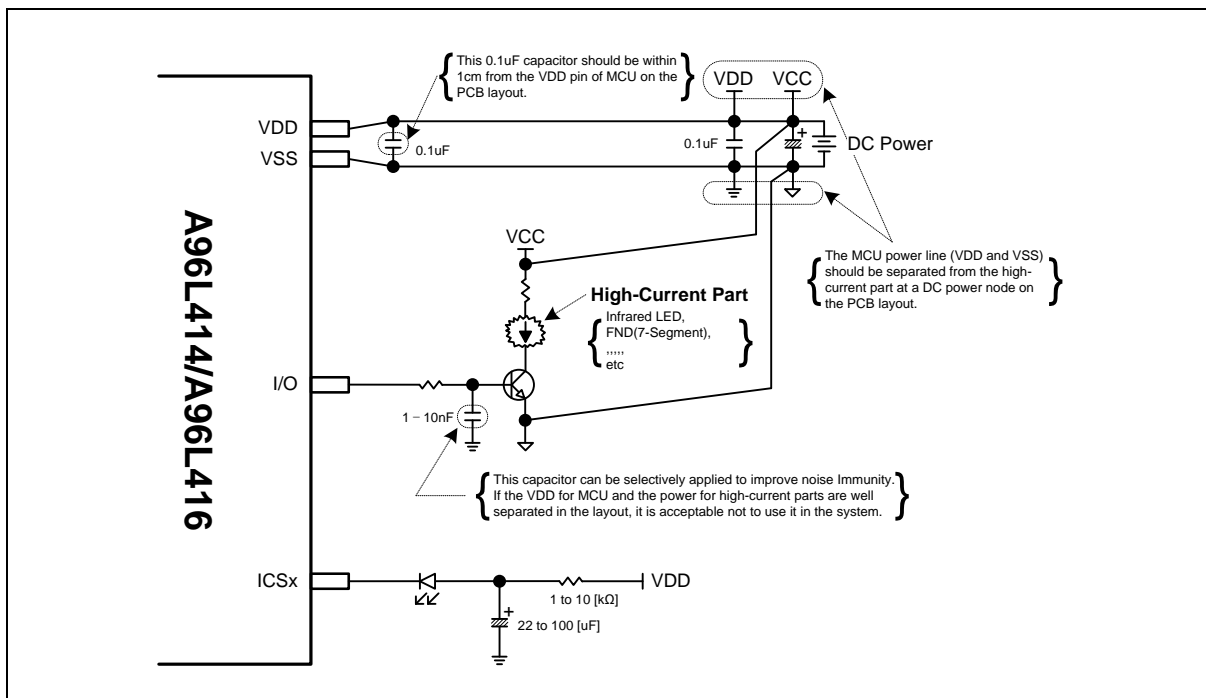 This 0.1uF capacitor should be within
1cm from the VDD pin of MCU on the
PCB layout.
VDD
VCC
VDD
VSS
0.1uF
0.1uF
+
DC Power
A96L414/A96L416
The MCU power line (VDD and VSS)
should be separated from the high-
current part at a DC power node on
the PCB layout.
VCC
High-Current Part
Infrared LED,
FND(7-Segment),
,,,,,
etc
I/O
1 – 10nF
This capacitor can be selectively applied to improve noise Immunity.
If the VDD for MCU and the power for high-current parts are well
separated in the layout, it is acceptable not to use it in the system.
ICSx
VDD
1 to 10 [kΩ]
+
22 to 100 [uF]